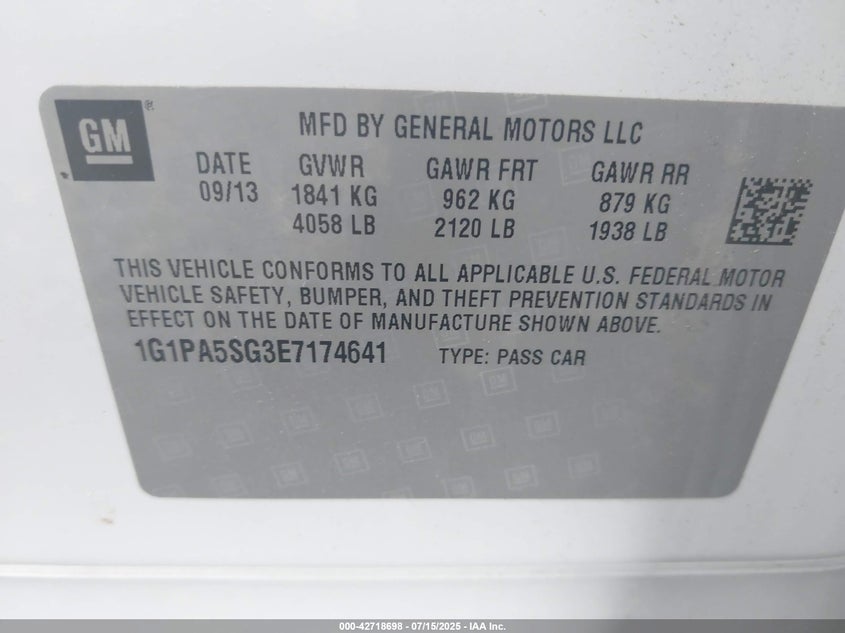 GM
MFD BY GENERAL MOTORS LLC
DATE GVWR GAWR FRT GAWR RR
09/13 1841 KG 962 KG 879 KG
4058 LB 2120 LB 1938 LB
THIS VEHICLE CONFORMS TO ALL APPLICABLE U.S. FEDERAL MOTOR
VEHICLE SAFETY, BUMPER, AND THEFT PREVENTION STANDARDS IN
EFFECT ON THE DATE OF MANUFACTURE SHOWN ABOVE.
1G1PA5SG3E7174641 TYPE: PASS CAR
000-42718698 - 07/15/2025 - IAA Inc.